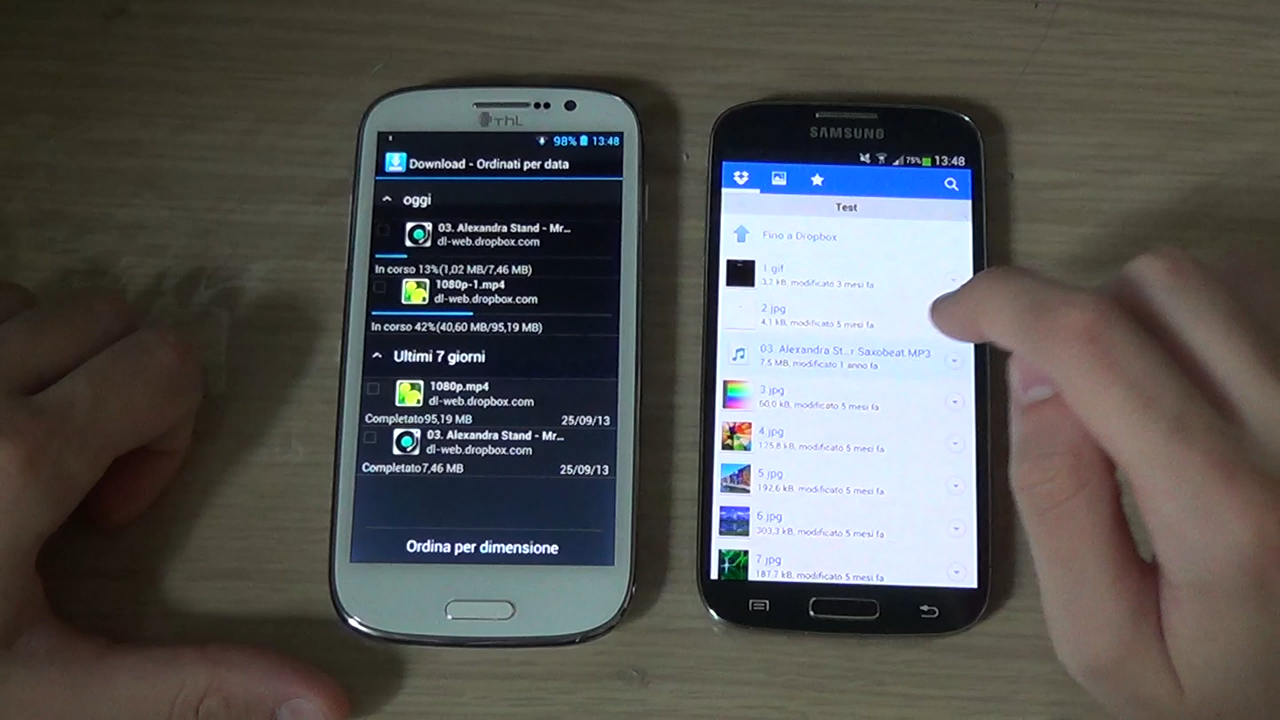 THL
98% 13:48
Download - Ordinati per data
oggi
03. Alexandra Stand - Mr...
dl-web.dropbox.com
In corso 13%(1,02 MB/7,46 MB)
1080p-1.mp4
dl-web.dropbox.com
In corso 42%(40,60 MB/95,19 MB)
Ultimi 7 giorni
1080p.mp4
dl-web.dropbox.com
Completato95,19 MB 25/09/13
03. Alexandra Stand - Mr...
dl-web.dropbox.com
Completato7,46 MB 25/09/13
Ordina per dimensione
SAMSUNG
75% 13:48
Test
Fino a Dropbox
1.gif
3,2 kB, modificato 3 mesi fa
2.jpg
4,1 kB, modificato 5 mesi fa
03. Alexandra St...r Saxobeat.MP3
7,5 MB, modificato 1 anno fa
3.jpg
60,0 kB, modificato 5 mesi fa
4.jpg
125,8 kB, modificato 5 mesi fa
5.jpg
192,6 kB, modificato 5 mesi fa
6.jpg
303,3 kB, modificato 5 mesi fa
7.jpg
187,7 kB, modificato 5 mesi fa